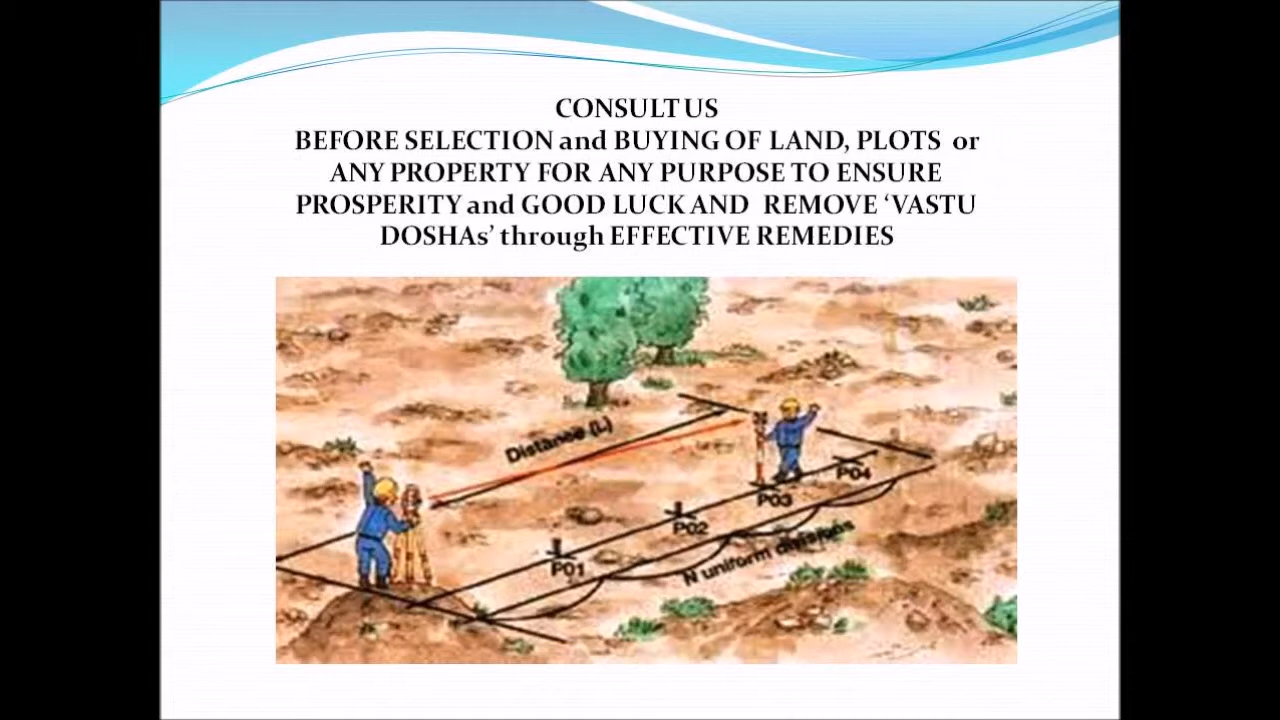 CONSULT US
BEFORE SELECTION and BUYING OF LAND, PLOTS or
ANY PROPERTY FOR ANY PURPOSE TO ENSURE
PROSPERITY and GOOD LUCK AND REMOVE ‘VASTU
DOSHAs’ through EFFECTIVE REMEDIES
Distance (L)
P04
P03
P02
P01
N uniform divisions